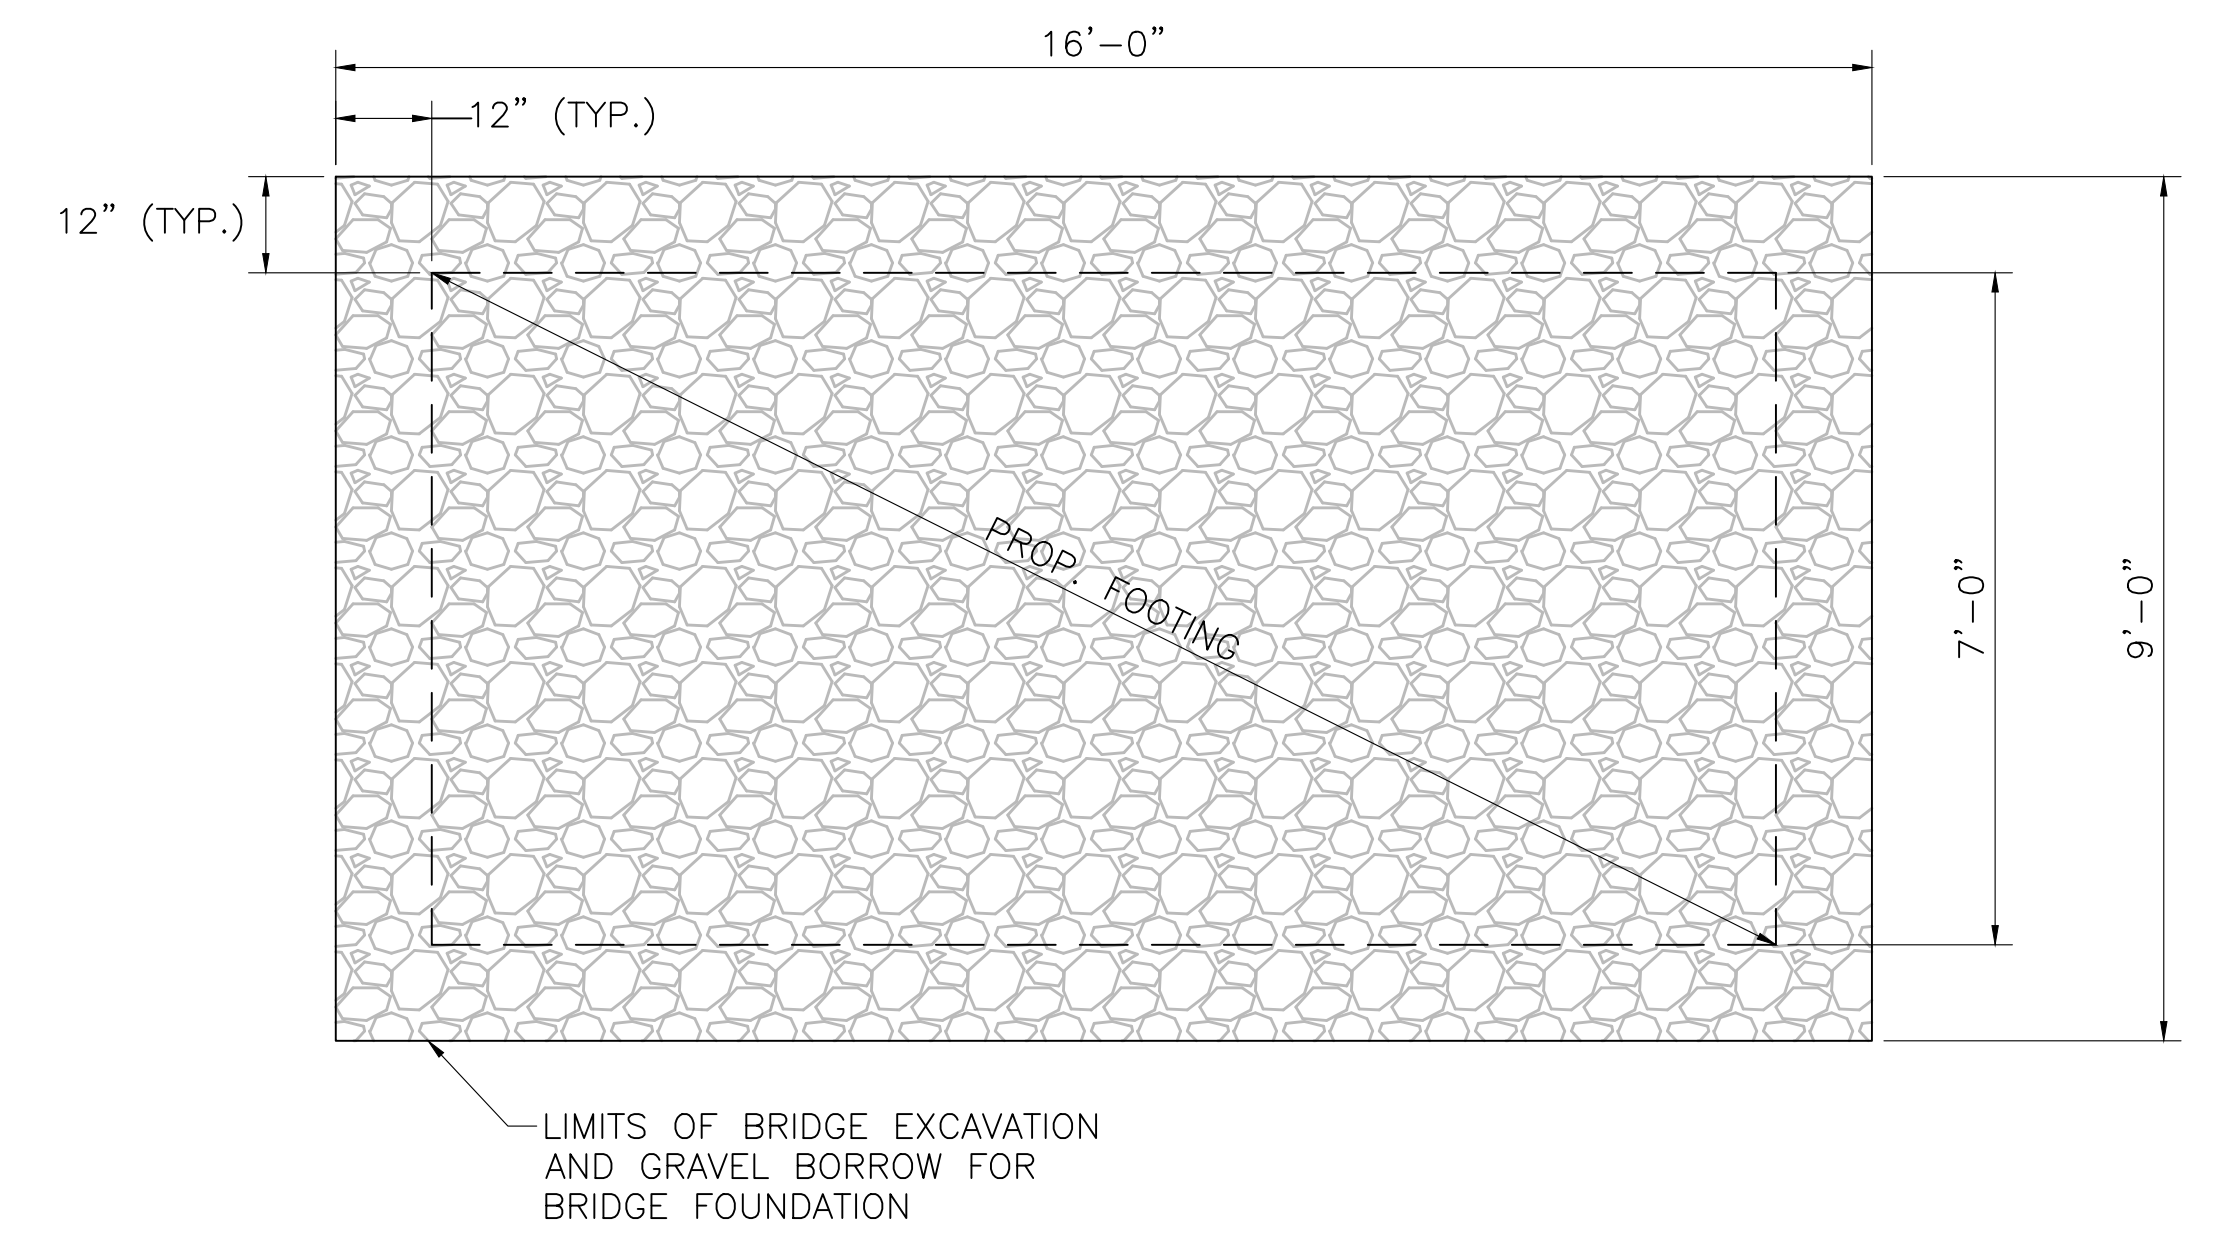 16'-0"
12" (TYP.)
12" (TYP.)
PROP. FOOTING
7'-0"
9'-0"
LIMITS OF BRIDGE EXCAVATION
AND GRAVEL BORROW FOR
BRIDGE FOUNDATION